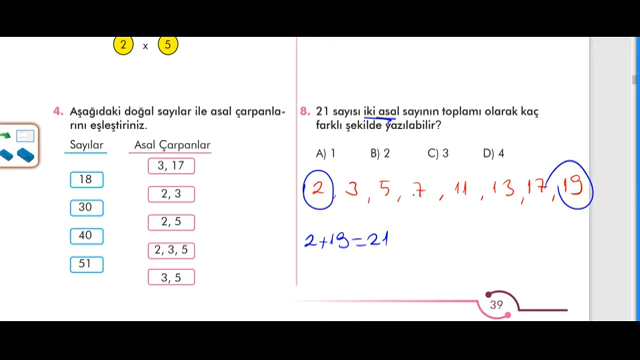 2 x 5
4. Aşağıdaki doğal sayılar ile asal çarpanla-
rını eşleştiriniz.
Sayılar Asal Çarpanlar
3, 17
18
2, 3
30
2, 5
40
2, 3, 5
51
3, 5
8. 21 sayısı iki asal sayının toplamı olarak kaç
farklı şekilde yazılabilir?
A) 1 B) 2 C) 3 D) 4
2, 3, 5, 7, 11, 13, 17, 19
2+19=21
39